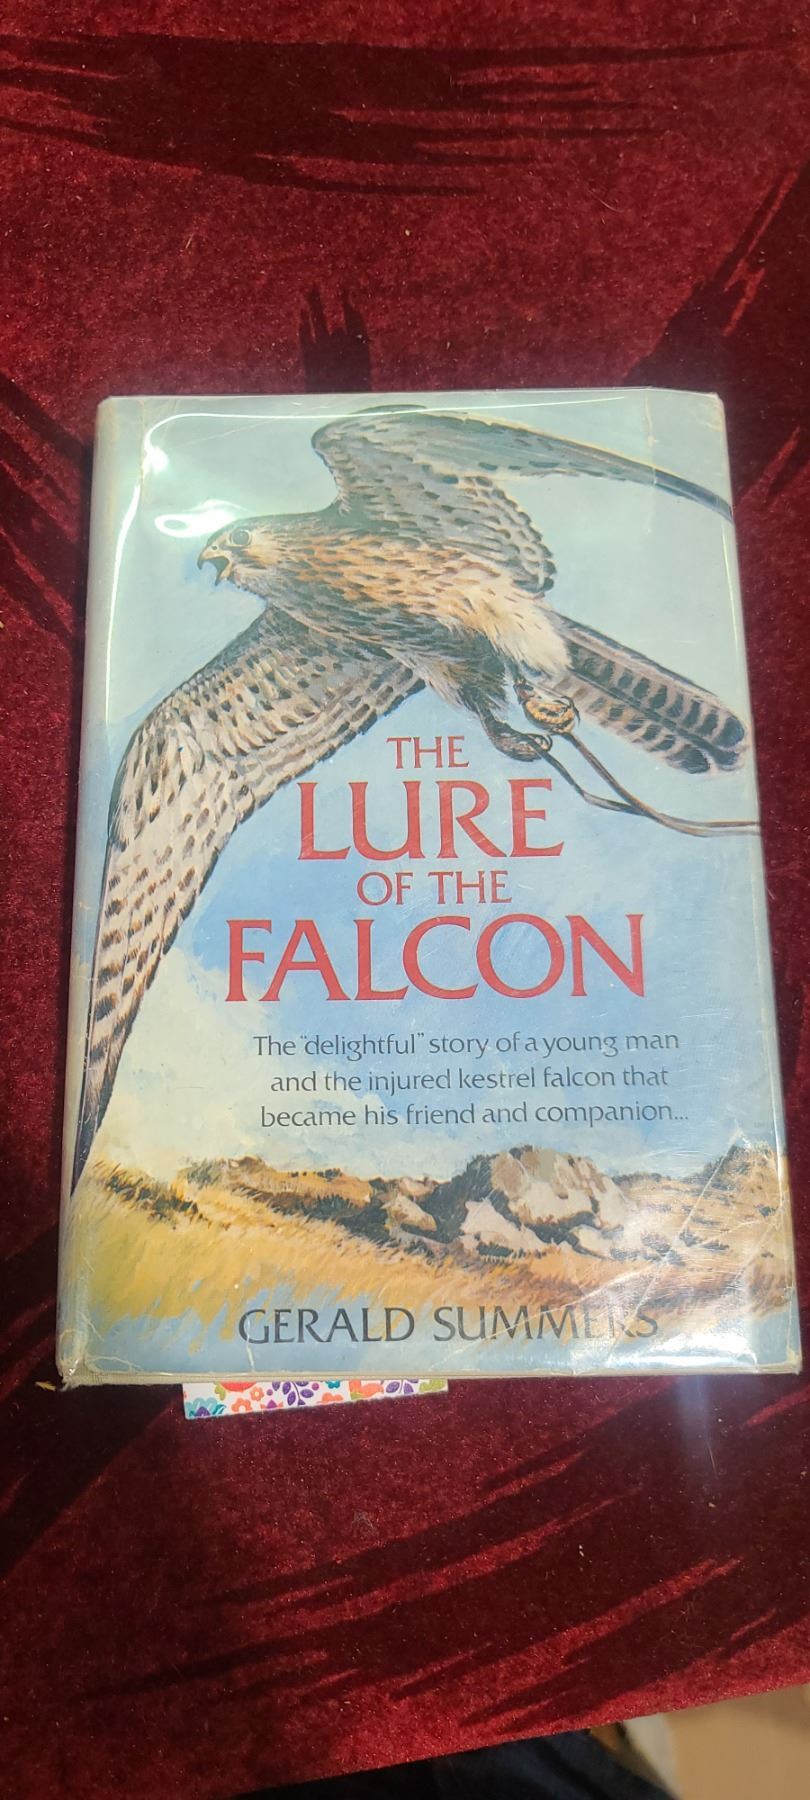 THE
LURE
OF THE
FALCON
The "delightful" story of a young man
and the injured kestrel falcon that
became his friend and companion...
GERALD SUMMERS